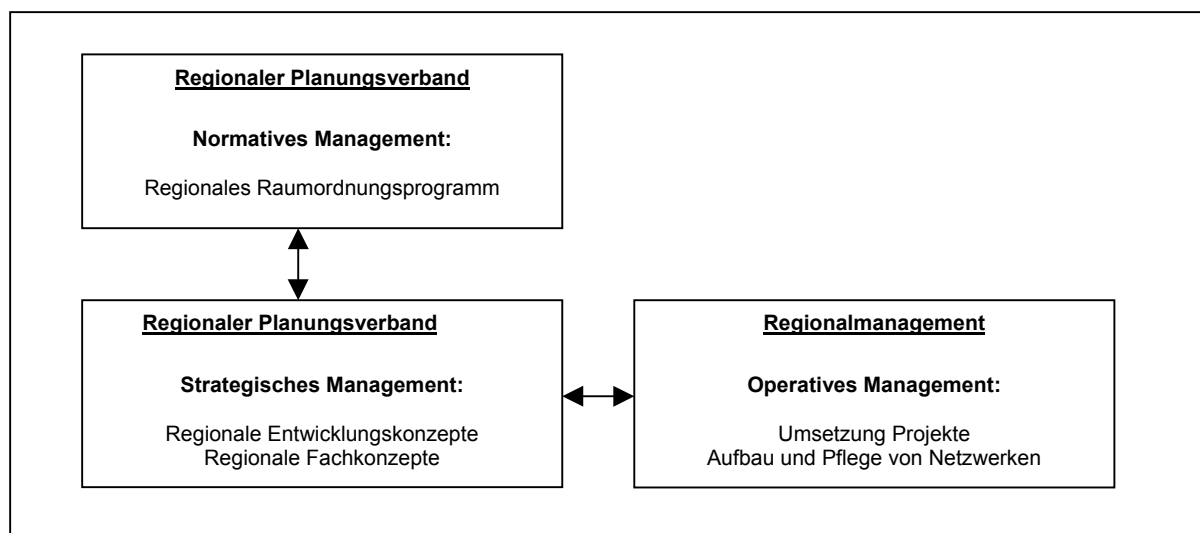 Regionaler Planungsverband
Normatives Management:
Regionales Raumordnungsprogramm
Regionaler Planungsverband
Strategisches Management:
Regionale Entwicklungskonzepte
Regionale Fachkonzepte
Regionalmanagement
Operatives Management:
Umsetzung Projekte
Aufbau und Pflege von Netzwerken